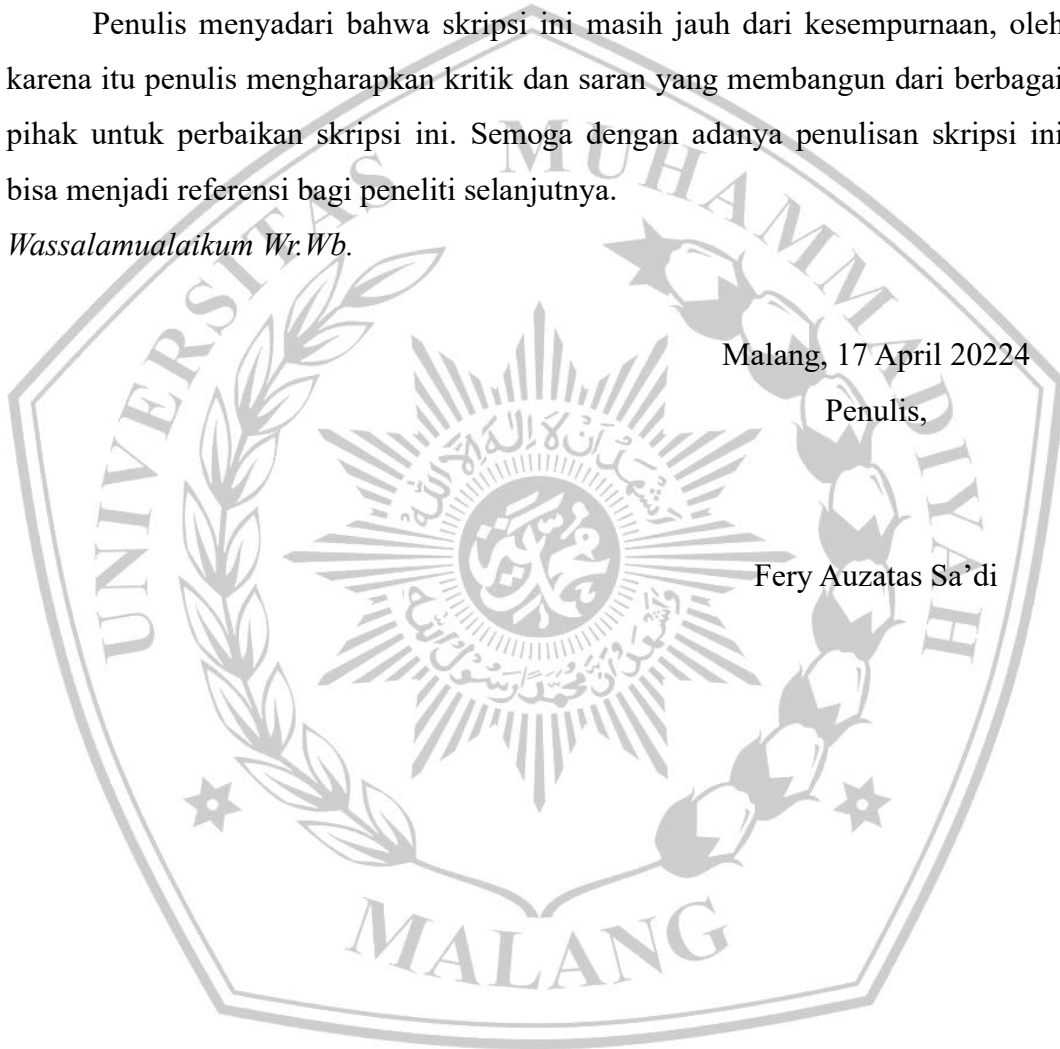 Penulis menyadari bahwa skripsi ini masih jauh dari kesempurnaan, oleh
karena itu penulis mengharapkan kritik dan saran yang membangun dari berbagai
pihak untuk perbaikan skripsi ini. Semoga dengan adanya penulisan skripsi ini
bisa menjadi referensi bagi peneliti selanjutnya.
Wassalamualaikum Wr.Wb.
Malang, 17 April 20224
Penulis,
Fery Auzatas Sa’di
UNIVERSITAS MUHAMMADIYAH
MALANG